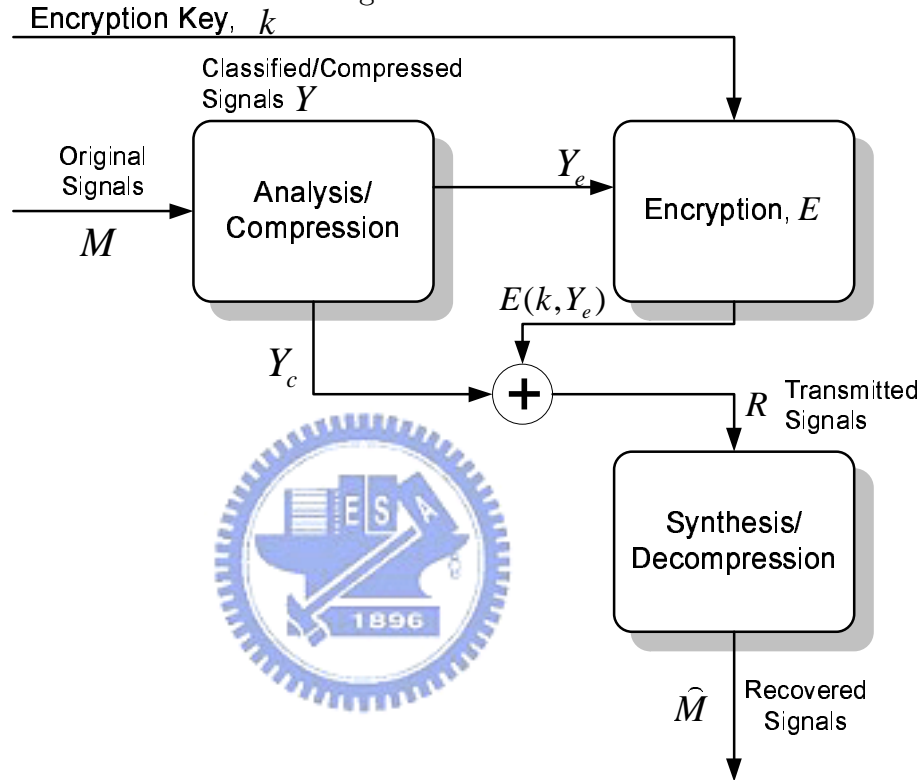 Encryption Key, k
Classified/Compressed
Signals Y
Original
Signals
M
Analysis/
Compression
Y_e
Encryption, E
E(k,Y_e)
Y_c
+
R
Transmitted
Signals
ESA
1896
Synthesis/
Decompression
M̂
Recovered
Signals